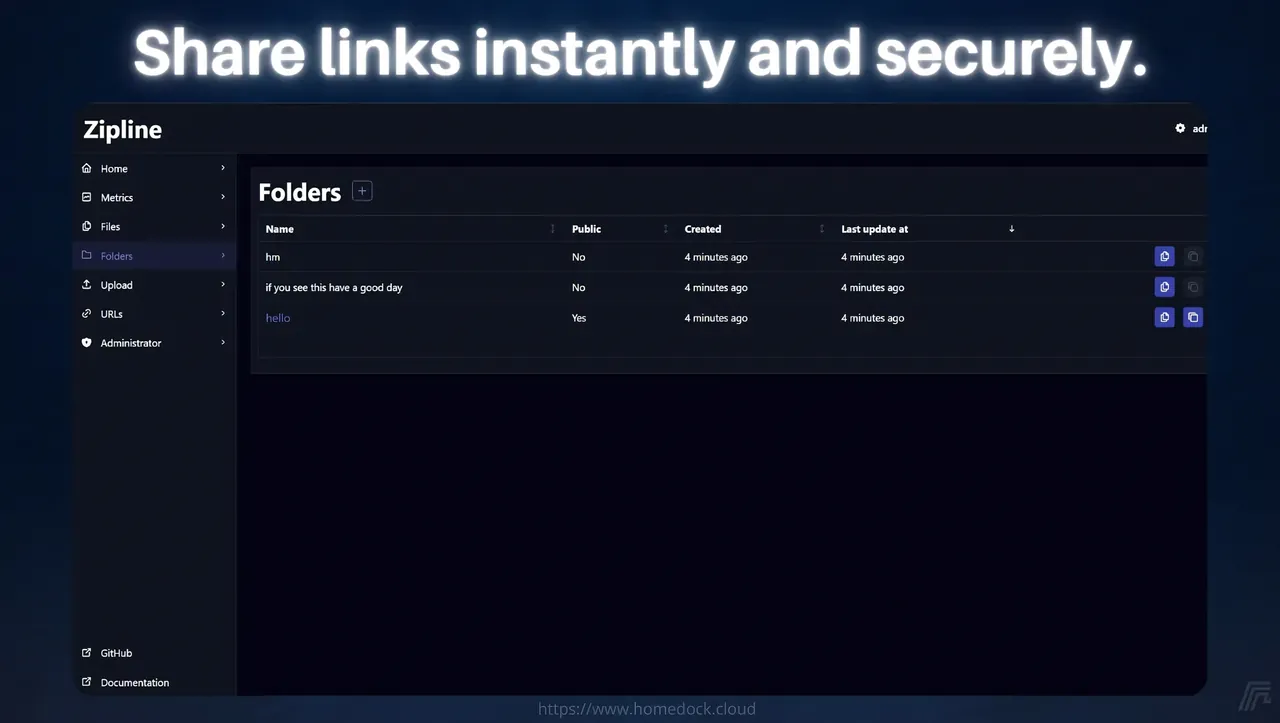 Share links instantly and securely.
Zipline
Home
Metrics
Files
Folders
Upload
URLs
Administrator
GitHub
Documentation
Folders
Name Public Created Last update at
hm No 4 minutes ago 4 minutes ago
if you see this have a good day No 4 minutes ago 4 minutes ago
hello Yes 4 minutes ago 4 minutes ago
https://www.homedock.cloud